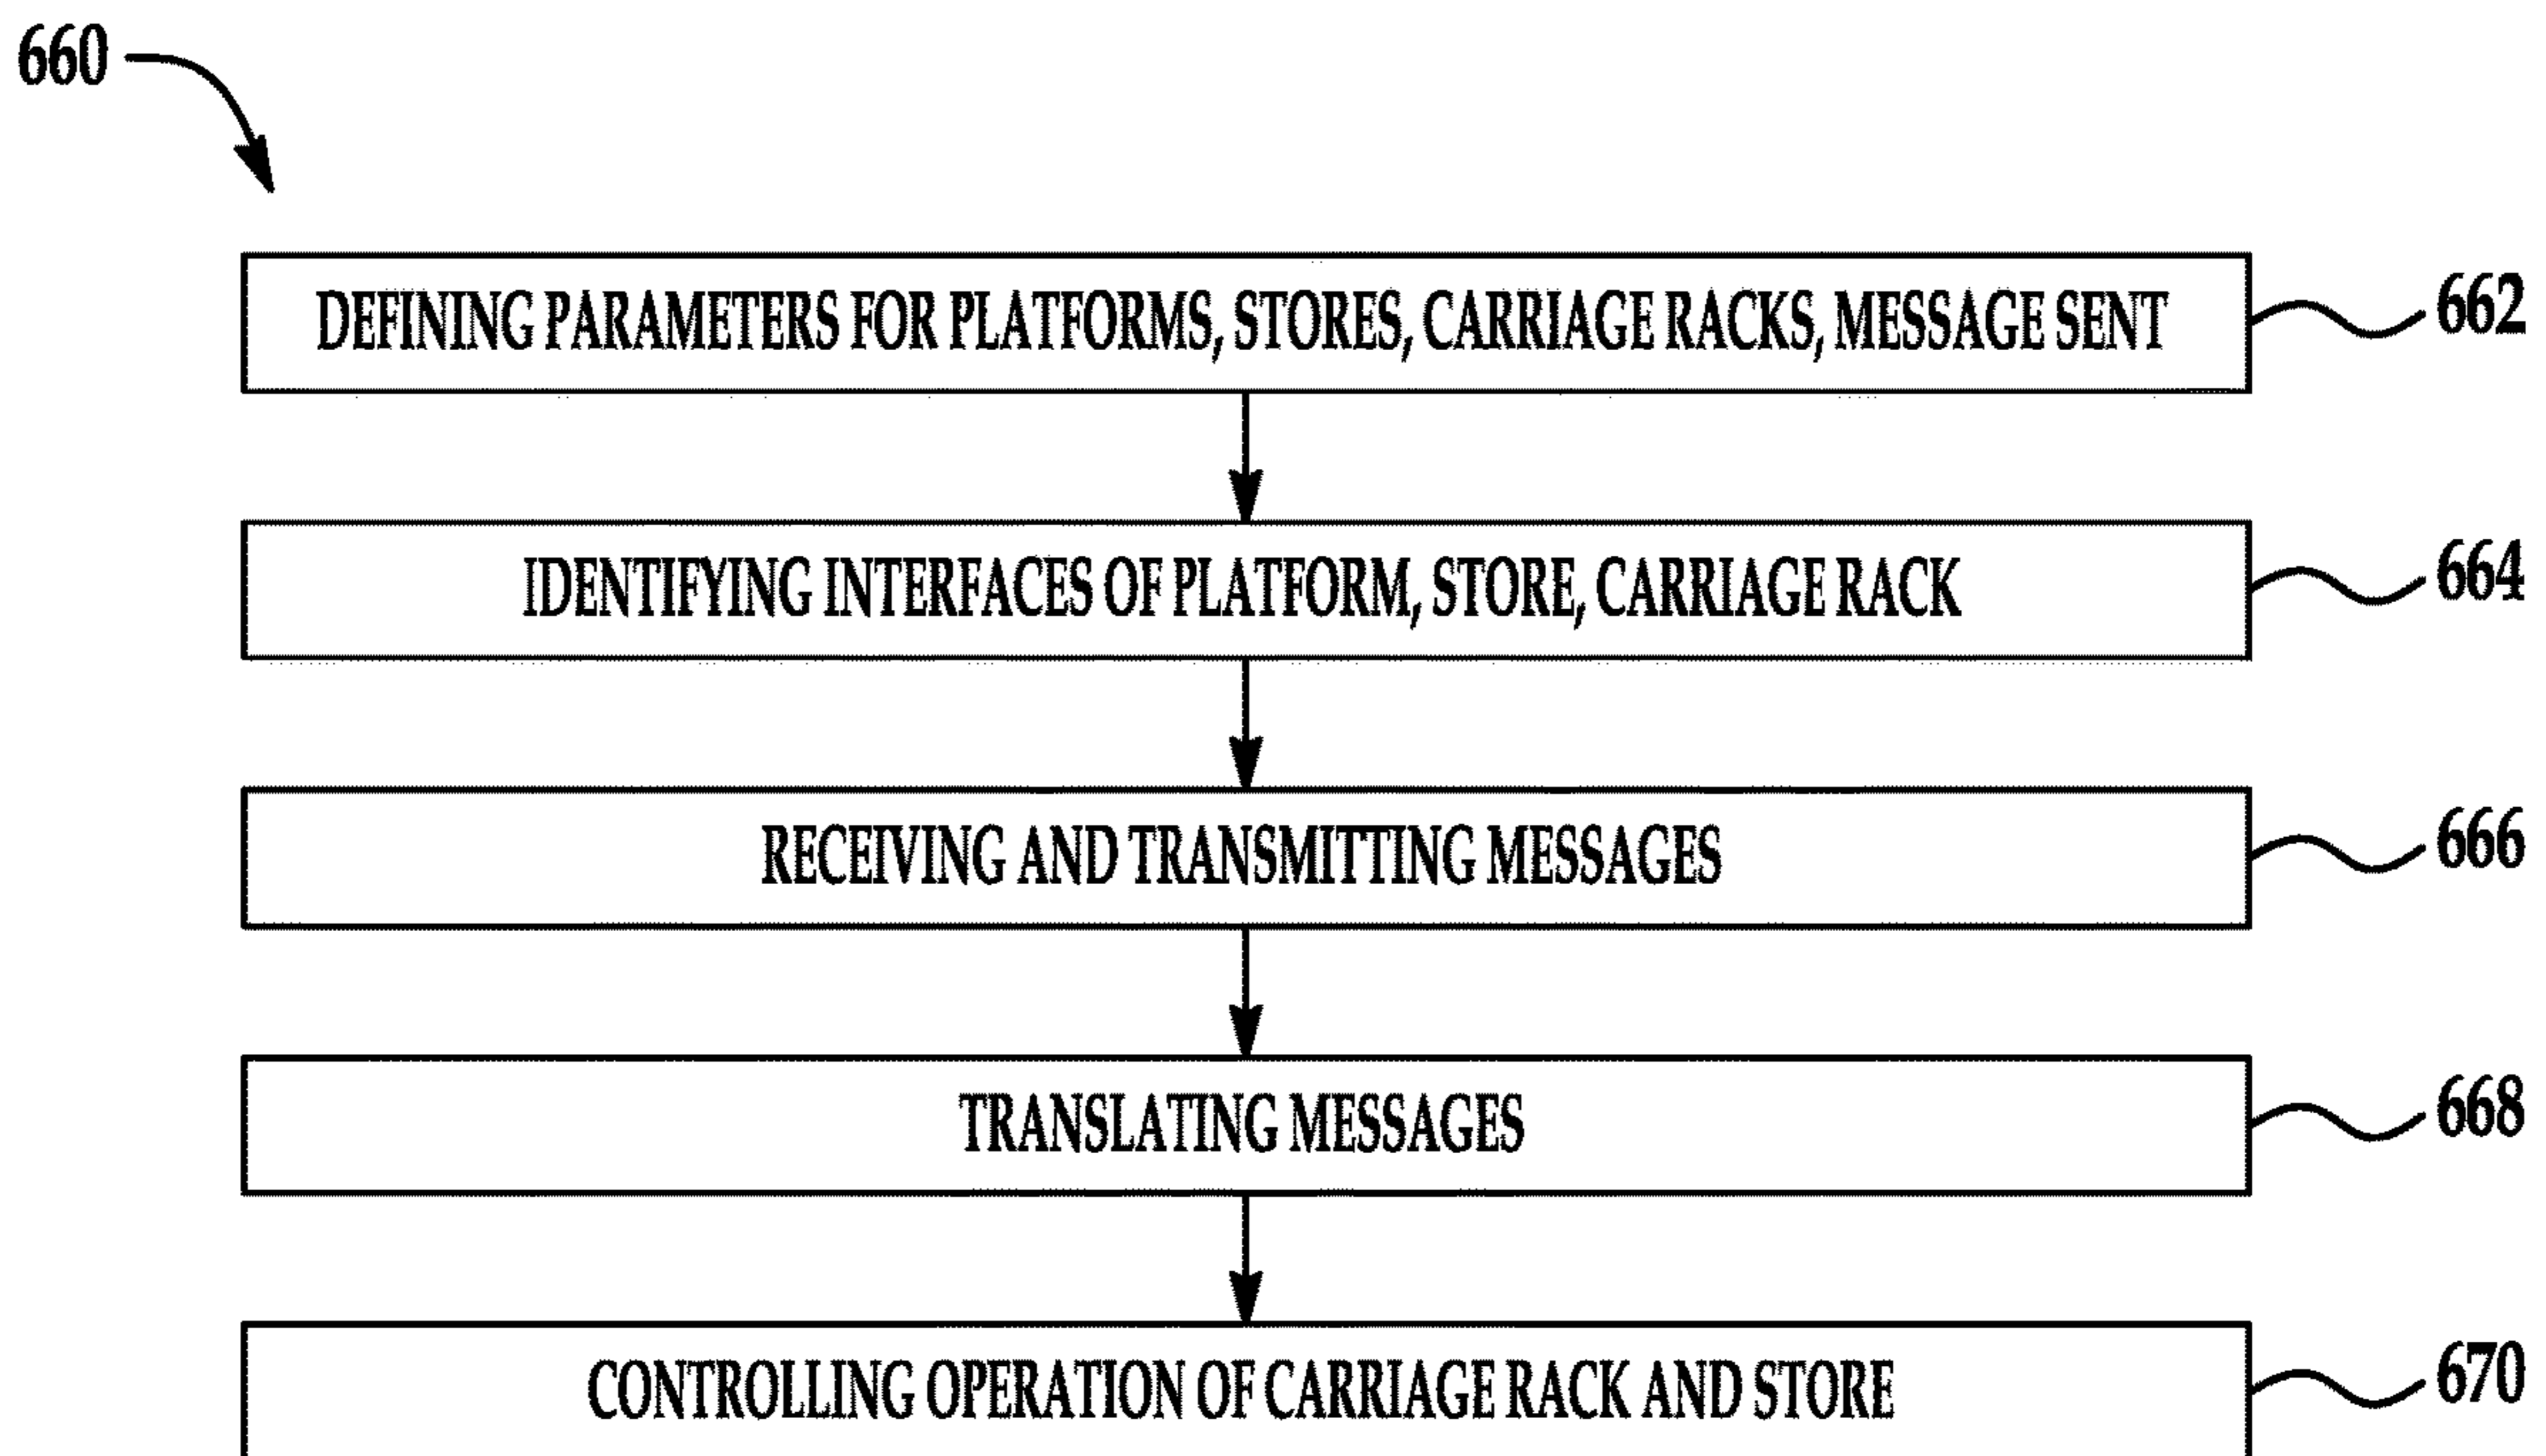 660
DEFINING PARAMETERS FOR PLATFORMS, STORES, CARRIAGE RACKS, MESSAGE SENT
662
IDENTIFYING INTERFACES OF PLATFORM, STORE, CARRIAGE RACK
664
RECEIVING AND TRANSMITTING MESSAGES
666
TRANSLATING MESSAGES
668
CONTROLLING OPERATION OF CARRIAGE RACK AND STORE
670